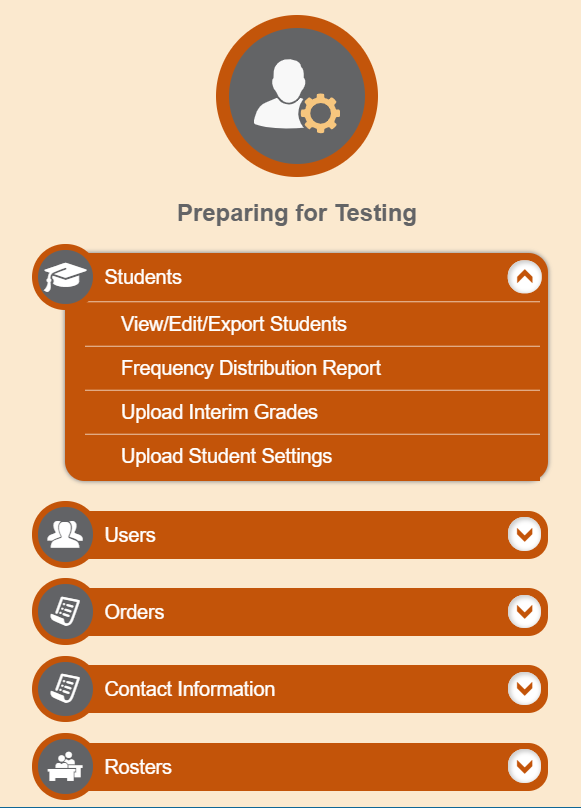 Preparing for Testing
Students
View/Edit/Export Students
Frequency Distribution Report
Upload Interim Grades
Upload Student Settings
Users
Orders
Contact Information
Rosters